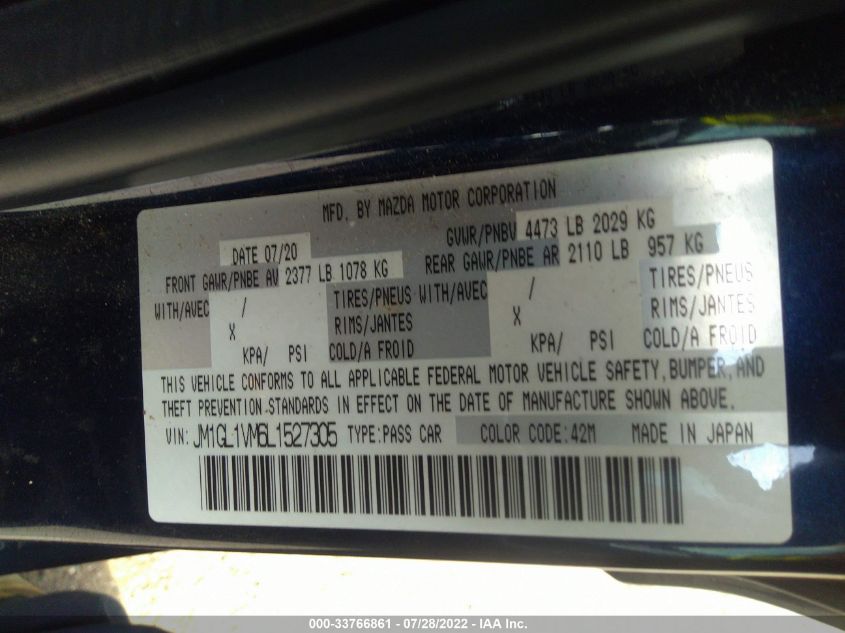 MFD. BY MAZDA MOTOR CORPORATION
DATE 07/20 GVWR/PNBV 4473 LB 2029 KG
FRONT GAWR/PNBE AV 2377 LB 1078 KG REAR GAWR/PNBE AR 2110 LB 957 KG
WITH/AVEC / TIRES/PNEUS WITH/AVEC / TIRES/PNEUS
X RIMS/JANTES X RIMS/JANTES
KPA/ PSI COLD/A FROID KPA/ PSI COLD/A FROID
THIS VEHICLE CONFORMS TO ALL APPLICABLE FEDERAL MOTOR VEHICLE SAFETY, BUMPER, AND
THEFT PREVENTION STANDARDS IN EFFECT ON THE DATE OF MANUFACTURE SHOWN ABOVE.
VIN: JM1GL1VM6L1527305 TYPE:PASS CAR COLOR CODE:42M MADE IN JAPAN
000-33766861 - 07/28/2022 - IAA Inc.